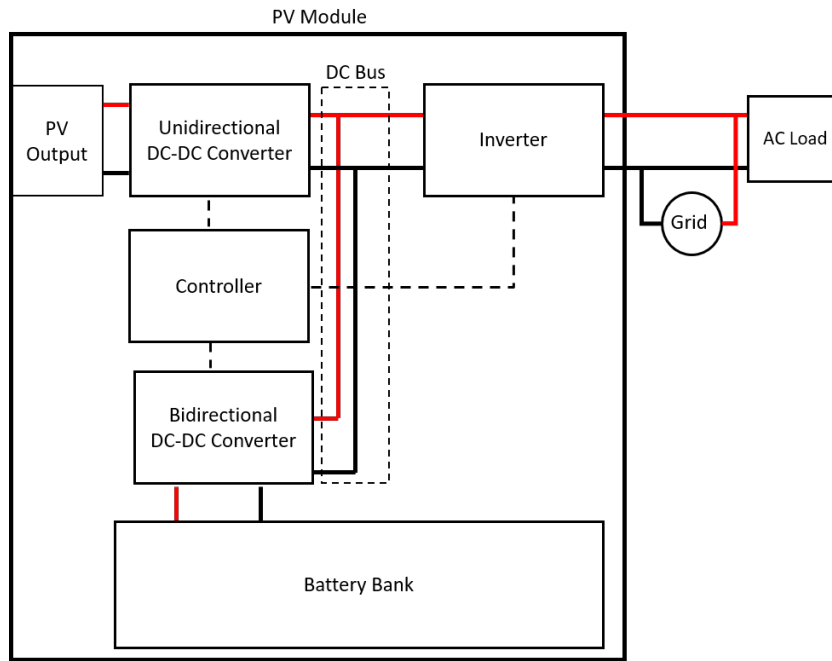 PV Module
DC Bus
PV
Output
Unidirectional
DC-DC Converter
Inverter
AC Load
Grid
Controller
Bidirectional
DC-DC Converter
Battery Bank